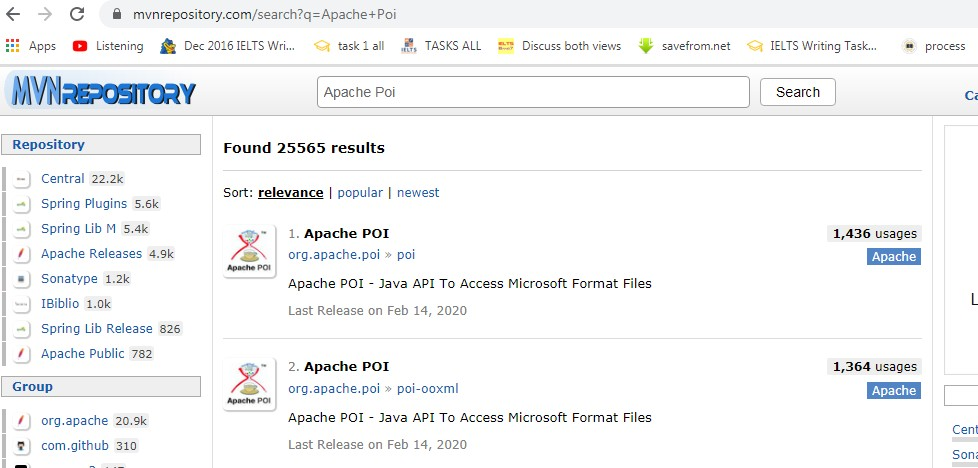 mvnrepository.com/search?q=Apache+Poi
Apps Listening Dec 2016 IELTS Wri... task 1 all TASKS ALL Discuss both views savefrom.net IELTS Writing Task... process
MVNREPOSITORY
Apache Poi
Search
Ca
Repository
Central 22.2k
Spring Plugins 5.6k
Spring Lib M 5.4k
Apache Releases 4.9k
Sonatype 1.2k
IBiblio 1.0k
Spring Lib Release 826
Apache Public 782
Group
org.apache 20.9k
com.github 310
Found 25565 results
Sort: relevance | popular | newest
Apache POI
1. Apache POI
1,436 usages
org.apache.poi » poi
Apache
Apache POI - Java API To Access Microsoft Format Files
Last Release on Feb 14, 2020
Apache POI
2. Apache POI
1,364 usages
org.apache.poi » poi-ooxml
Apache
Apache POI - Java API To Access Microsoft Format Files
Last Release on Feb 14, 2020
L
Cent
Sona